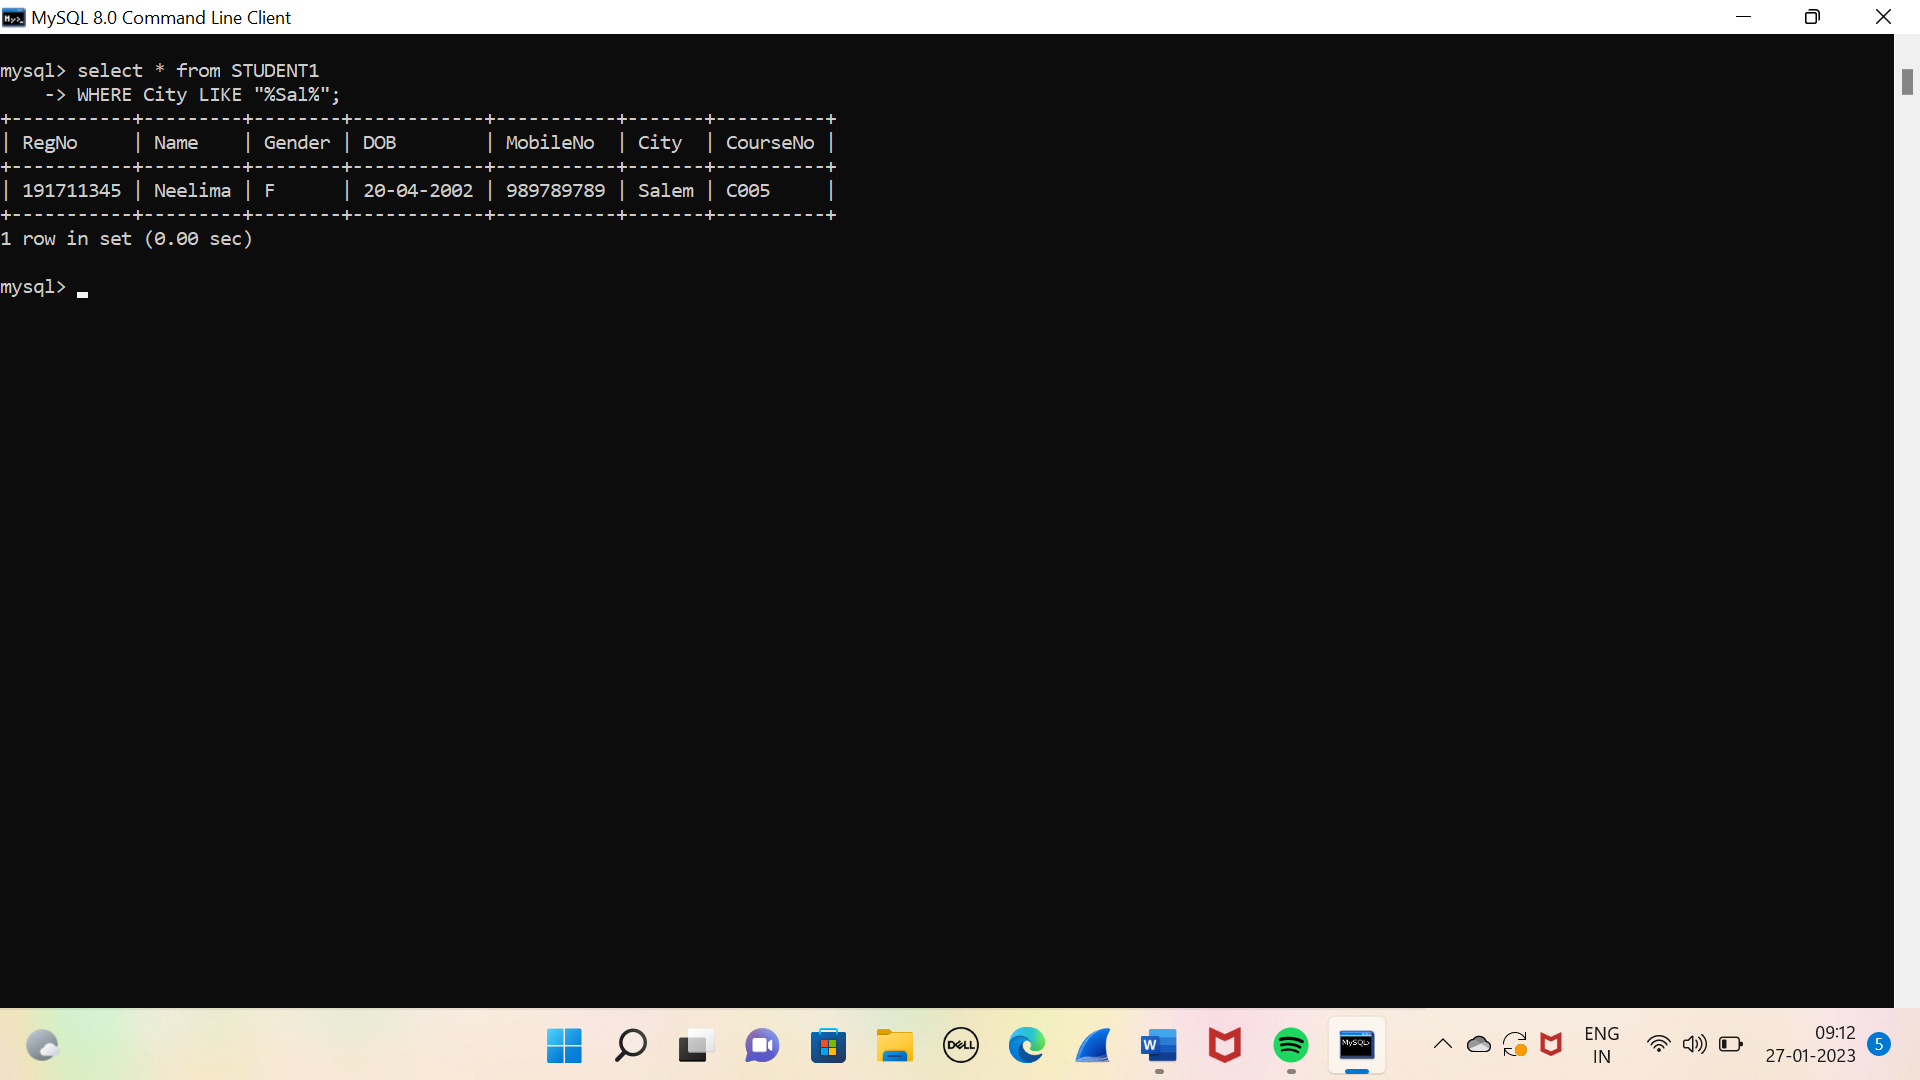 MySQL 8.0 Command Line Client
mysql> select * from STUDENT1
    -> WHERE City LIKE "%Sal%";
+-----------+---------+--------+------------+-----------+-------+----------+
| RegNo     | Name    | Gender | DOB        | MobileNo  | City  | CourseNo |
+-----------+---------+--------+------------+-----------+-------+----------+
| 191711345 | Neelima | F      | 20-04-2002 | 989789789 | Salem | C005     |
+-----------+---------+--------+------------+-----------+-------+----------+
1 row in set (0.00 sec)
mysql>
DELL
W
MySQL>
ENG
IN
09:12
27-01-2023
5